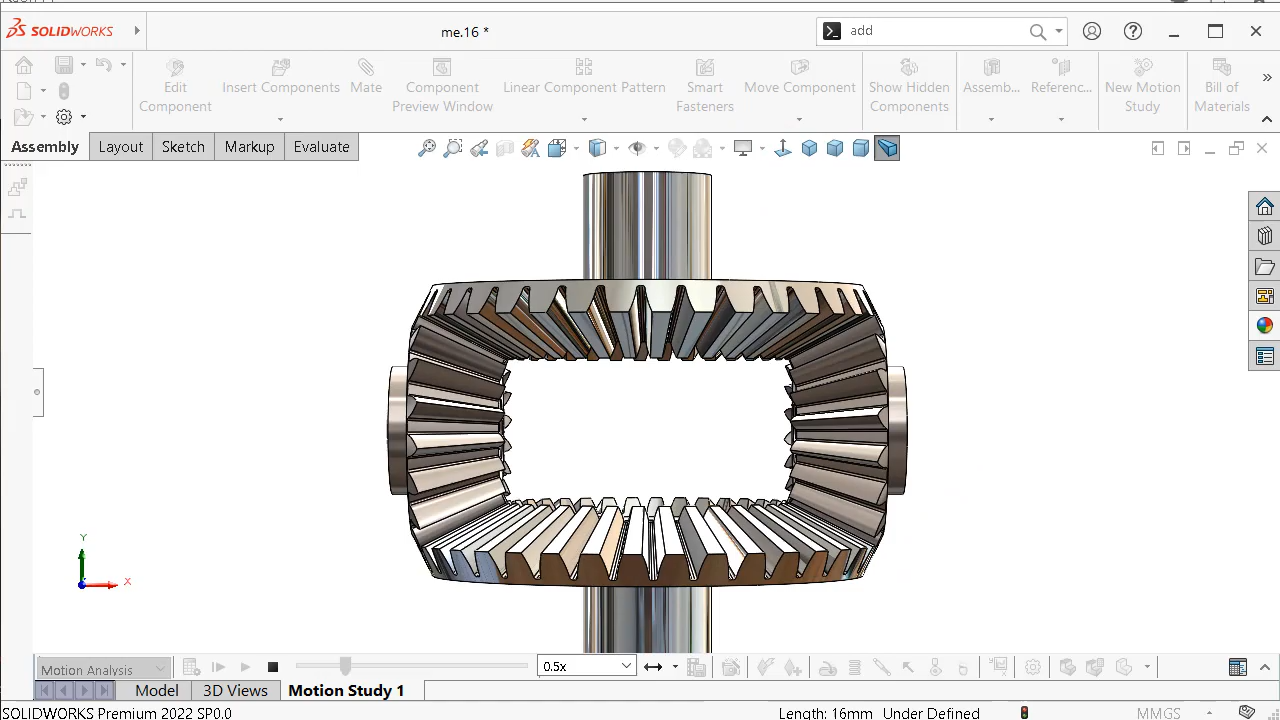 SOLIDWORKS
me.16 *
add
Edit Component
Insert Components
Mate
Component Preview Window
Linear Component Pattern
Smart Fasteners
Move Component
Show Hidden Components
Assemb...
Referenc...
New Motion Study
Bill of Materials
Assembly
Layout
Sketch
Markup
Evaluate
Y
X
Motion Analysis
0.5x
Model
3D Views
Motion Study 1
SOLIDWORKS Premium 2022 SP0.0
Length: 16mm
Under Defined
MMGS